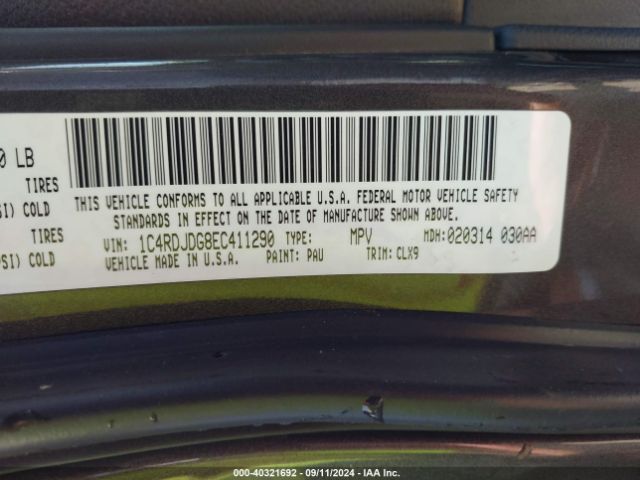 0 LB
TIRES
SI) COLD
TIRES
PSI) COLD
THIS VEHICLE CONFORMS TO ALL APPLICABLE U.S.A. FEDERAL MOTOR VEHICLE SAFETY
STANDARDS IN EFFECT ON THE DATE OF MANUFACTURE SHOWN ABOVE.
VIN: 1C4RDJDG8EC411290 TYPE: MPV MDH: 020314 030AA
VEHICLE MADE IN U.S.A. PAINT: PAU TRIM: CLX9
000-40321692 - 09/11/2024 - IAA Inc.